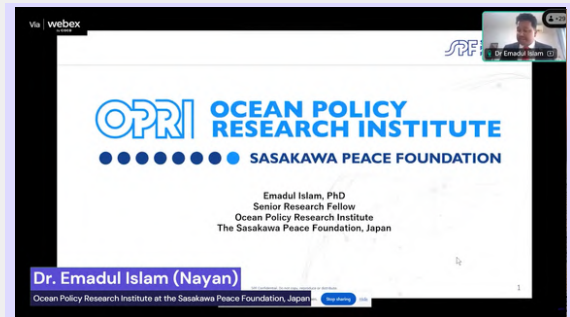 Via webex
+29
SPF
Dr Emadul Islam
OPRI OCEAN POLICY
RESEARCH INSTITUTE
SASAKAWA PEACE FOUNDATION
Emadul Islam, PhD
Senior Research Fellow
Ocean Policy Research Institute
The Sasakawa Peace Foundation, Japan
Dr. Emadul Islam (Nayan)
Ocean Policy Research Institute at the Sasakawa Peace Foundation, Japan
Stop sharing
1